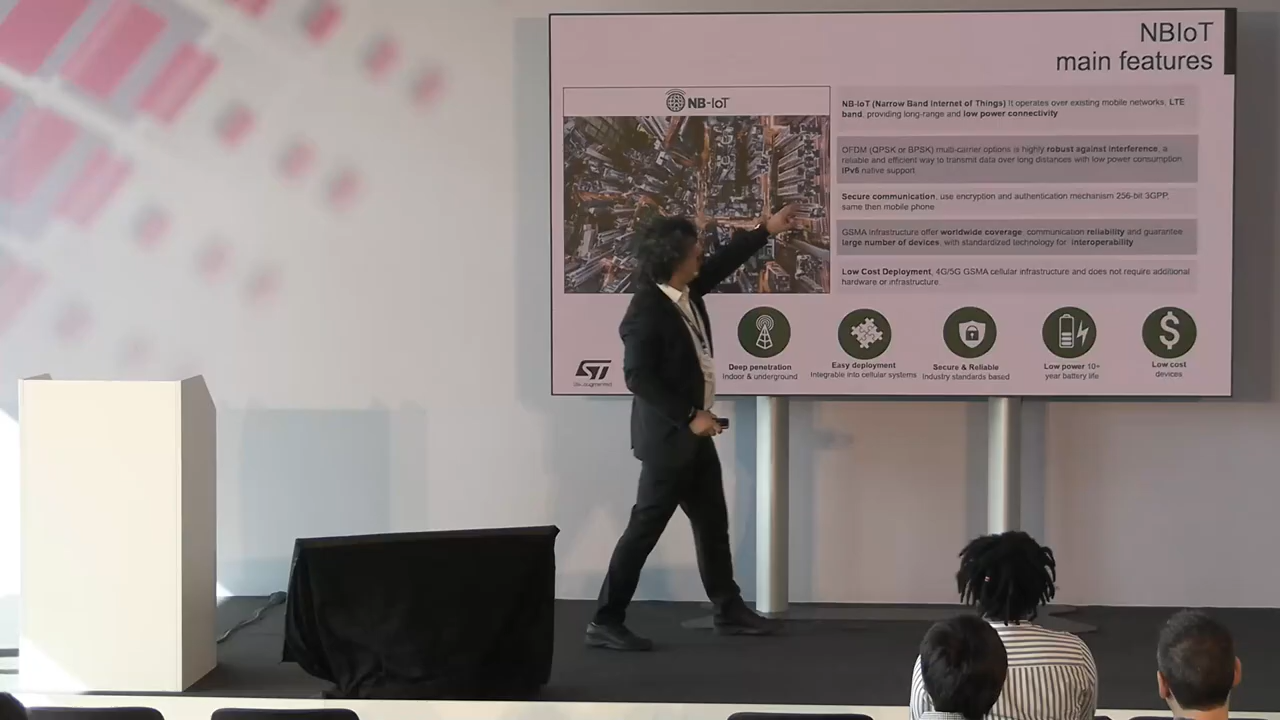 NBIoT
main features
NB-IoT
NB-IoT (Narrow Band Internet of Things) It operates over existing mobile networks, LTE
band, providing long-range and low power connectivity
OFDM (QPSK or BPSK) multi-carrier options is highly robust against interference, a
reliable and efficient way to transmit data over long distances with low power consumption
IPv6 native support
Secure communication, use encryption and authentication mechanism 256-bit 3GPP,
same then mobile phone
GSMA Infrastructure offer worldwide coverage, communication reliability and guarantee
large number of devices, with standardized technology for interoperability
Low Cost Deployment, 4G/5G GSMA cellular infrastructure and does not require additional
hardware or infrastructure.
Deep penetration
Indoor & underground
Easy deployment
Integrable into cellular systems
Secure & Reliable
Industry standards based
Low power 10+
year battery life
Low cost
devices
ST
life.augmented